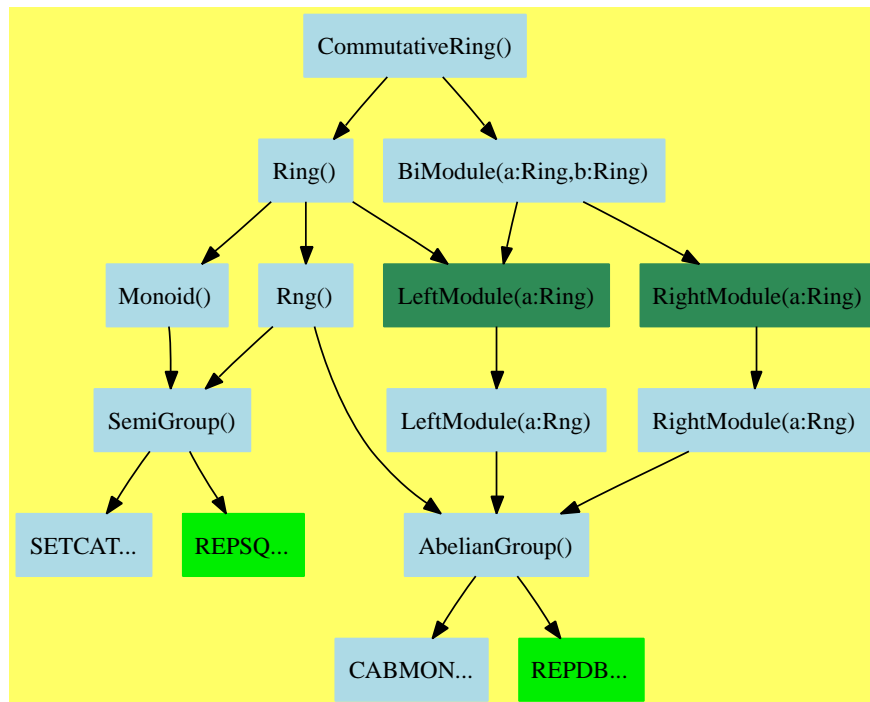 CommutativeRing()
Ring()
BiModule(a:Ring,b:Ring)
Monoid()
Rng()
LeftModule(a:Ring)
RightModule(a:Ring)
SemiGroup()
LeftModule(a:Rng)
RightModule(a:Rng)
SETCAT...
REPSQ...
AbelianGroup()
CABMON...
REPDB...